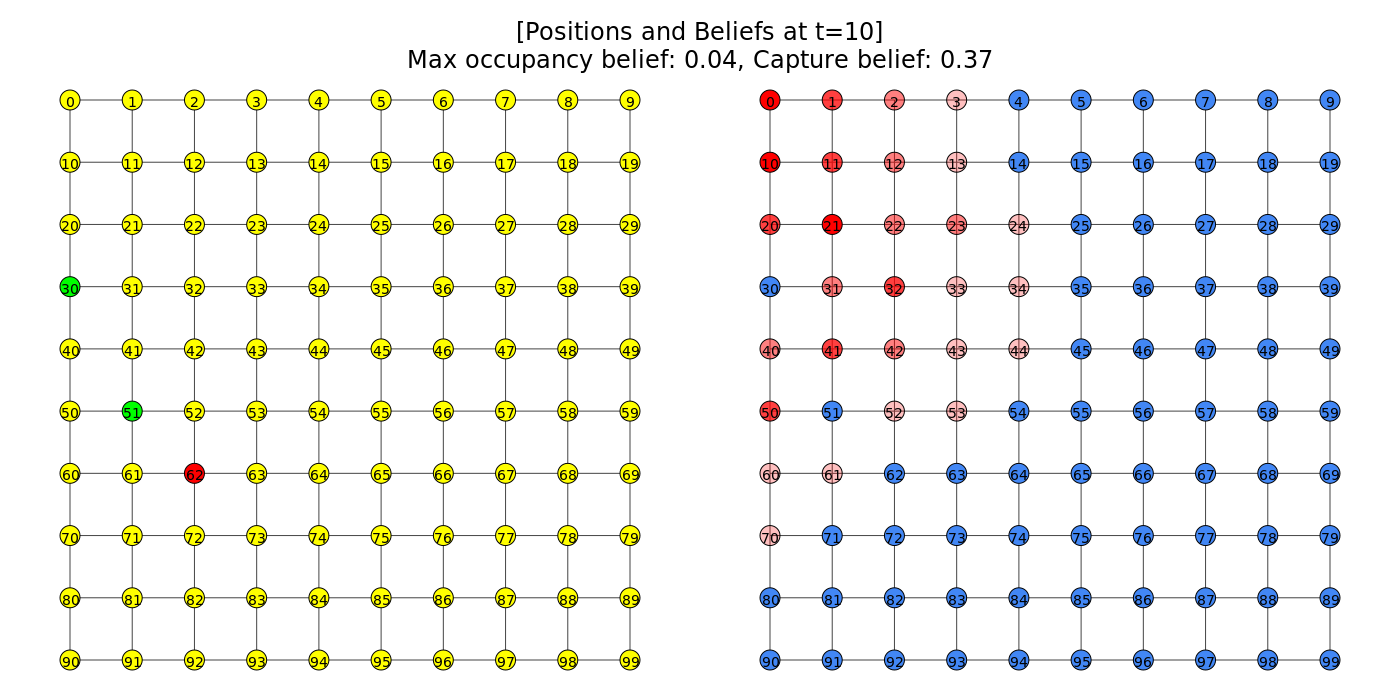 [Positions and Beliefs at t=10]
Max occupancy belief: 0.04, Capture belief: 0.37
0 1 2 3 4 5 6 7 8 9 0 1 2 3 4 5 6 7 8 9
10 11 12 13 14 15 16 17 18 19 10 11 12 13 14 15 16 17 18 19
20 21 22 23 24 25 26 27 28 29 20 21 22 23 24 25 26 27 28 29
30 31 32 33 34 35 36 37 38 39 30 31 32 33 34 35 36 37 38 39
40 41 42 43 44 45 46 47 48 49 40 41 42 43 44 45 46 47 48 49
50 51 52 53 54 55 56 57 58 59 50 51 52 53 54 55 56 57 58 59
60 61 62 63 64 65 66 67 68 69 60 61 62 63 64 65 66 67 68 69
70 71 72 73 74 75 76 77 78 79 70 71 72 73 74 75 76 77 78 79
80 81 82 83 84 85 86 87 88 89 80 81 82 83 84 85 86 87 88 89
90 91 92 93 94 95 96 97 98 99 90 91 92 93 94 95 96 97 98 99